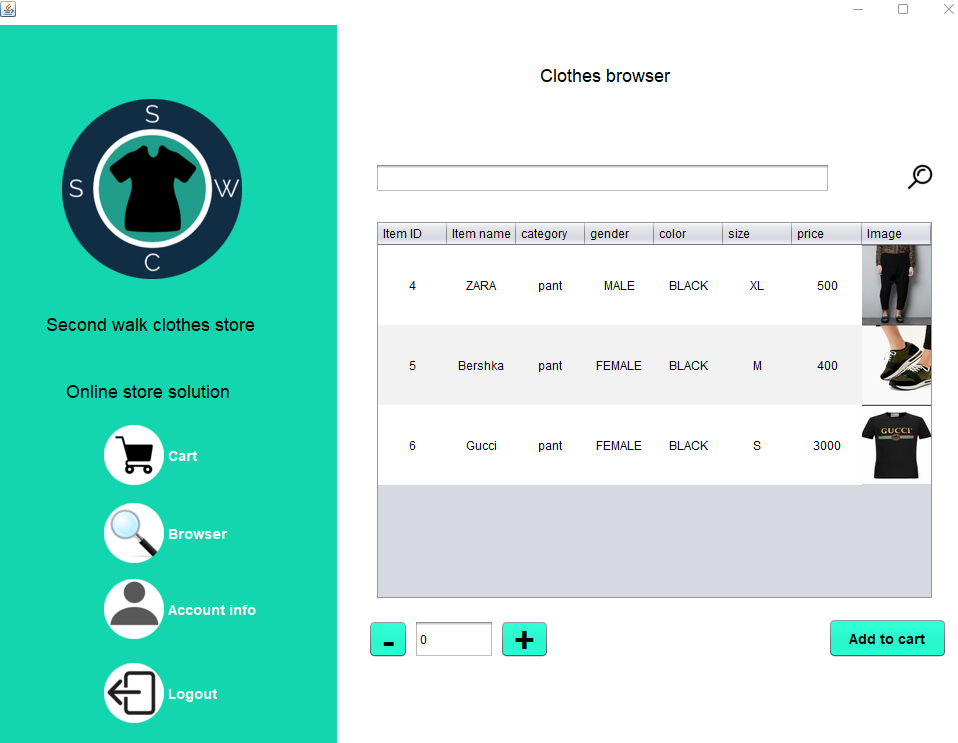 S
S W
C
Second walk clothes store
Online store solution
Cart
Browser
Account info
Logout
Clothes browser
Item ID Item name category gender color size price Image
4 ZARA pant MALE BLACK XL 500
5 Bershka pant FEMALE BLACK M 400
6 Gucci pant FEMALE BLACK S 3000
GUCCI
- 0 + Add to cart